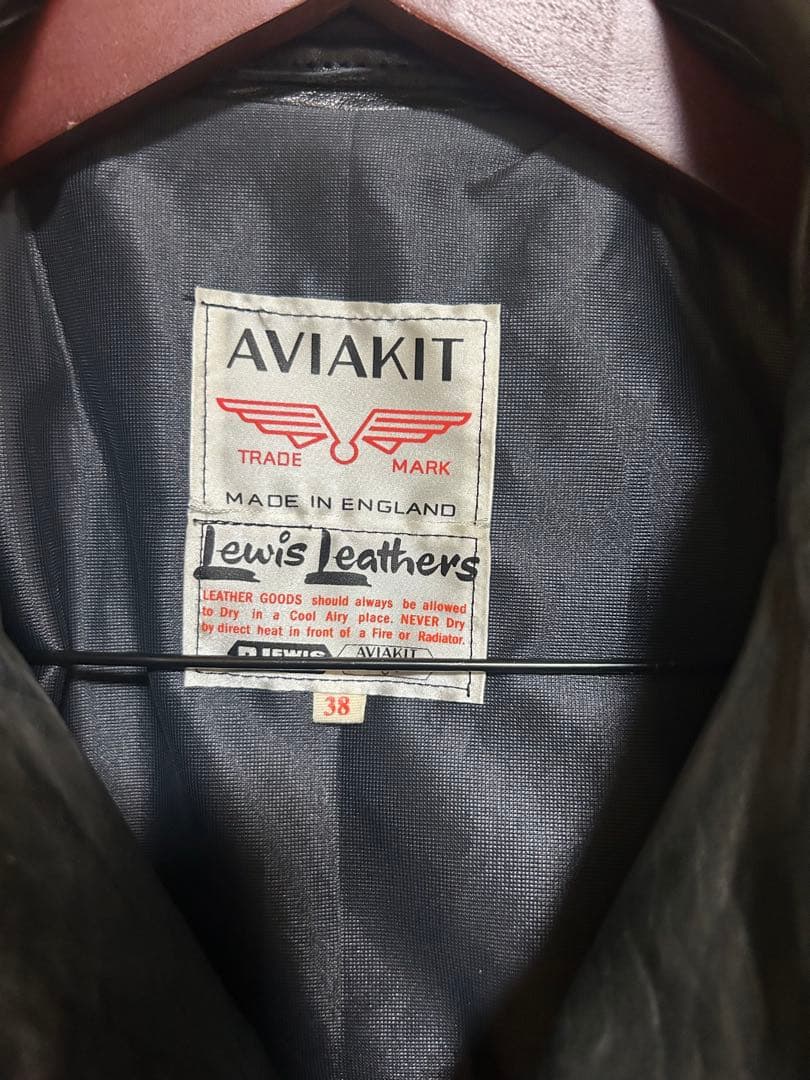 AVIAKIT
TRADE MARK
MADE IN ENGLAND
Lewis Leathers
LEATHER GOODS should always be allowed
to Dry in a Cool Airy place. NEVER Dry
by direct heat in front of a Fire or Radiator.
D LEWIS AVIAKIT
38